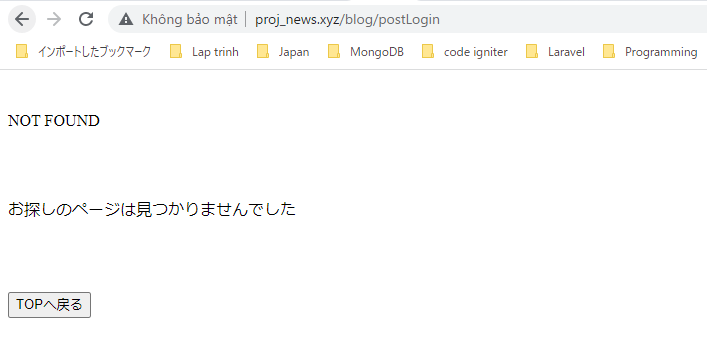 Không bảo mật proj_news.xyz/blog/postLogin
インポートしたブックマーク Lap trinh Japan MongoDB code igniter Laravel Programming
NOT FOUND
お探しのページは見つかりませんでした
TOPへ戻る